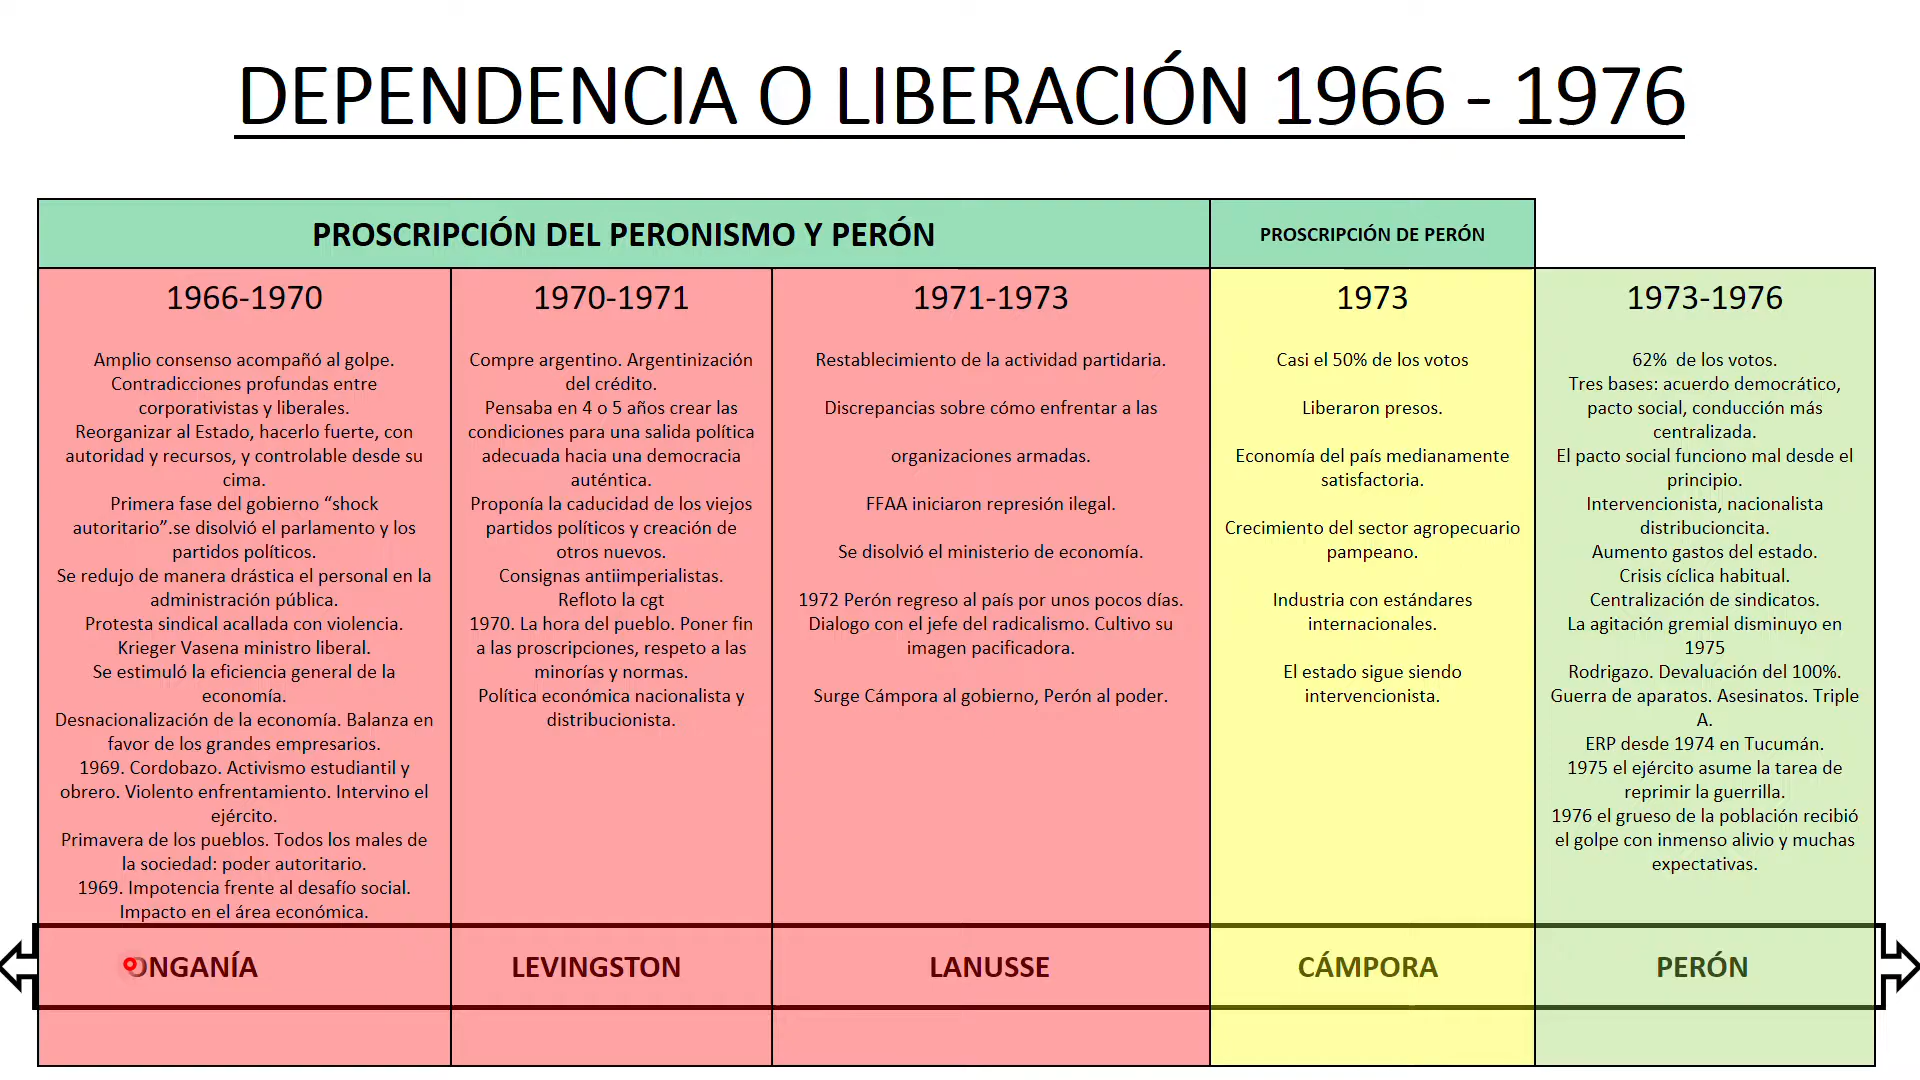 DEPENDENCIA O LIBERACIÓN 1966 - 1976
PROSCRIPCIÓN DEL PERONISMO Y PERÓN
PROSCRIPCIÓN DE PERÓN
1966-1970
Amplio consenso acompañó al golpe.
Contradicciones profundas entre
corporativistas y liberales.
Reorganizar al Estado, hacerlo fuerte, con
autoridad y recursos, y controlable desde su
cima.
Primera fase del gobierno “shock
autoritario”.se disolvió el parlamento y los
partidos políticos.
Se redujo de manera drástica el personal en la
administración pública.
Protesta sindical acallada con violencia.
Krieger Vasena ministro liberal.
Se estimuló la eficiencia general de la
economía.
Desnacionalización de la economía. Balanza en
favor de los grandes empresarios.
1969. Cordobazo. Activismo estudiantil y
obrero. Violento enfrentamiento. Intervino el
ejército.
Primavera de los pueblos. Todos los males de
la sociedad: poder autoritario.
1969. Impotencia frente al desafío social.
Impacto en el área económica.
ONGANÍA
1970-1971
Compre argentino. Argentinización
del crédito.
Pensaba en 4 o 5 años crear las
condiciones para una salida política
adecuada hacia una democracia
auténtica.
Proponía la caducidad de los viejos
partidos políticos y creación de
otros nuevos.
Consignas antiimperialistas.
Refloto la cgt
1970. La hora del pueblo. Poner fin
a las proscripciones, respeto a las
minorías y normas.
Política económica nacionalista y
distribucionista.
LEVINGSTON
1971-1973
Restablecimiento de la actividad partidaria.
Discrepancias sobre cómo enfrentar a las
organizaciones armadas.
FFAA iniciaron represión ilegal.
Se disolvió el ministerio de economía.
1972 Perón regreso al país por unos pocos días.
Dialogo con el jefe del radicalismo. Cultivo su
imagen pacificadora.
Surge Cámpora al gobierno, Perón al poder.
LANUSSE
1973
Casi el 50% de los votos
Liberaron presos.
Economía del país medianamente
satisfactoria.
Crecimiento del sector agropecuario
pampeano.
Industria con estándares
internacionales.
El estado sigue siendo
intervencionista.
CÁMPORA
1973-1976
62% de los votos.
Tres bases: acuerdo democrático,
pacto social, conducción más
centralizada.
El pacto social funciono mal desde el
principio.
Intervencionista, nacionalista
distribucioncita.
Aumento gastos del estado.
Crisis cíclica habitual.
Centralización de sindicatos.
La agitación gremial disminuyo en
1975
Rodrigazo. Devaluación del 100%.
Guerra de aparatos. Asesinatos. Triple
A.
ERP desde 1974 en Tucumán.
1975 el ejército asume la tarea de
reprimir la guerrilla.
1976 el grueso de la población recibió
el golpe con inmenso alivio y muchas
expectativas.
PERÓN